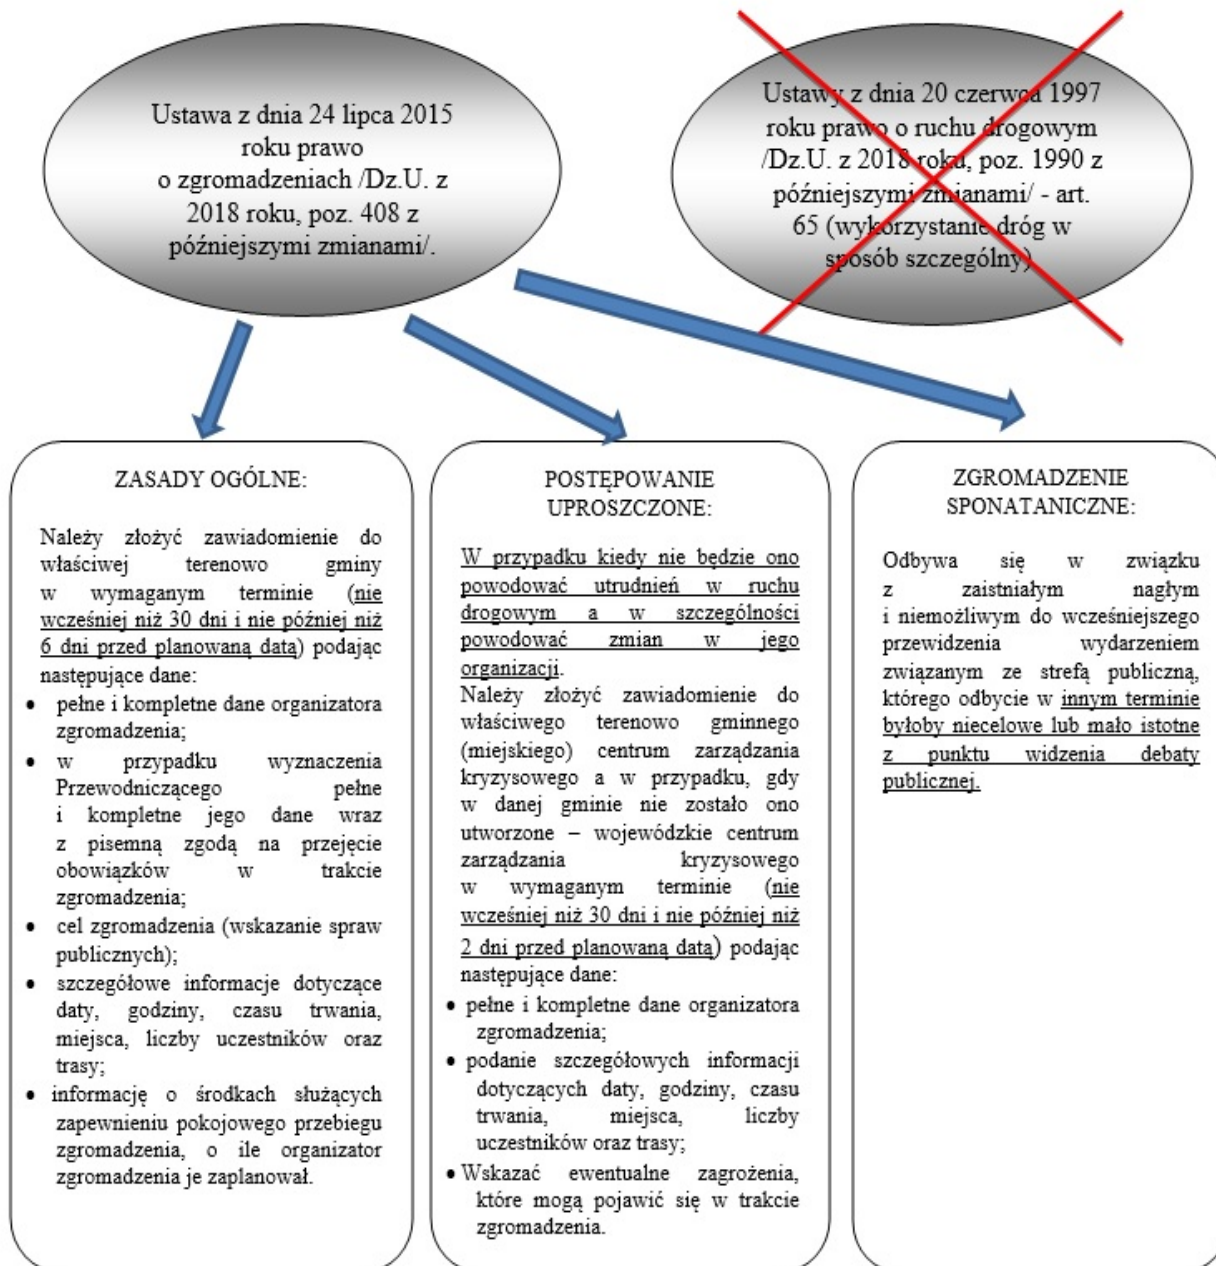 Ustawa z dnia 24 lipca 2015
roku prawo
o zgromadzeniach /Dz.U. z
2018 roku, poz. 408 z
późniejszymi zmianami/.
Ustawy z dnia 20 czerwca 1997
roku prawo o ruchu drogowym
/Dz.U. z 2018 roku, poz. 1990 z
późniejszymi zmianami/ - art.
65 (wykorzystanie dróg w
sposób szczególny)
ZASADY OGÓLNE:
Należy złożyć zawiadomienie do
właściwej terenowo gminy
w wymaganym terminie (nie
wcześniej niż 30 dni i nie później niż
6 dni przed planowaną datą) podając
następujące dane:
• pełne i kompletne dane organizatora
zgromadzenia;
• w przypadku wyznaczenia
Przewodniczącego pełne
i kompletne jego dane wraz
z pisemną zgodą na przejęcie
obowiązków w trakcie
zgromadzenia;
• cel zgromadzenia (wskazanie spraw
publicznych);
• szczegółowe informacje dotyczące
daty, godziny, czasu trwania,
miejsca, liczby uczestników oraz
trasy;
• informację o środkach służących
zapewnieniu pokojowego przebiegu
zgromadzenia, o ile organizator
zgromadzenia je zaplanował.
POSTĘPOWANIE
UPROSZCZONE:
W przypadku kiedy nie będzie ono
powodować utrudnień w ruchu
drogowym a w szczególności
powodować zmian w jego
organizacji.
Należy złożyć zawiadomienie do
właściwego terenowo gminnego
(miejskiego) centrum zarządzania
kryzysowego a w przypadku, gdy
w danej gminie nie zostało ono
utworzone – wojewódzkie centrum
zarządzania kryzysowego
w wymaganym terminie (nie
wcześniej niż 30 dni i nie później niż
2 dni przed planowaną datą) podając
następujące dane:
• pełne i kompletne dane organizatora
zgromadzenia;
• podanie szczegółowych informacji
dotyczących daty, godziny, czasu
trwania, miejsca, liczby
uczestników oraz trasy;
• Wskazać ewentualne zagrożenia,
które mogą pojawić się w trakcie
zgromadzenia.
ZGROMADZENIE
SPONATANICZNE:
Odbywa się w związku
z zaistniałym nagłym
i niemożliwym do wcześniejszego
przewidzenia wydarzeniem
związanym ze strefą publiczną,
którego odbycie w innym terminie
byłoby niecelowe lub mało istotne
z punktu widzenia debaty
publicznej.